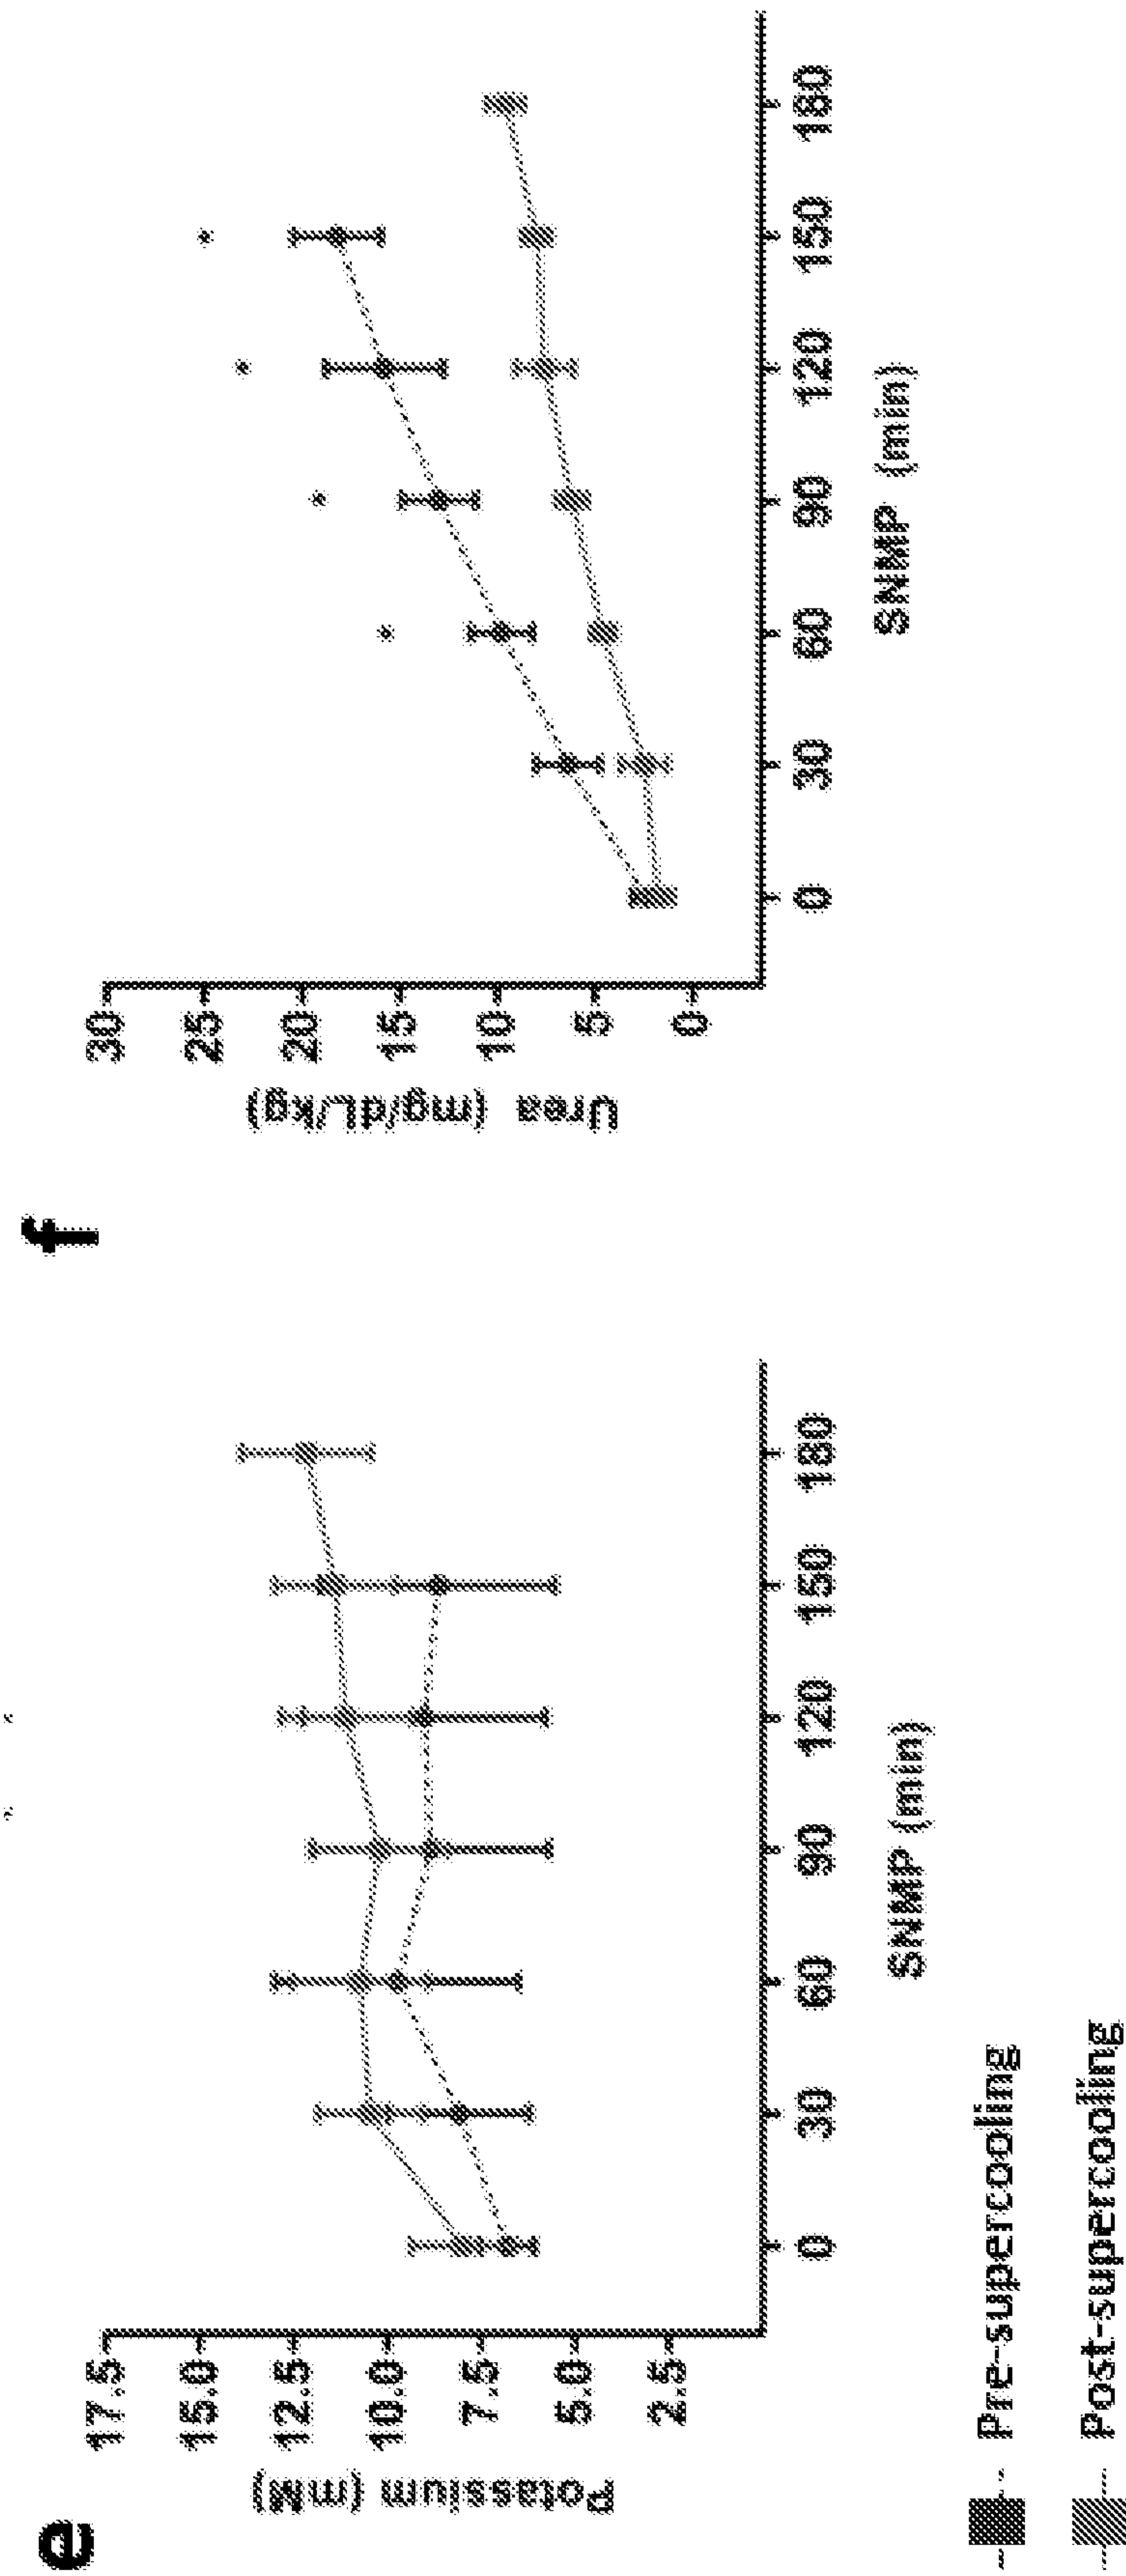 e
Potassium (mM)
17.5
15.0
12.5
10.0
7.5
5.0
2.5
0 30 60 90 120 150 180
SNMP (min)
f
Urea (mg/dL/kg)
30
25
20
15
10
5
0
0 30 60 90 120 150 180
SNMP (min)
* * * *
Pre-supercooling
Post-supercooling